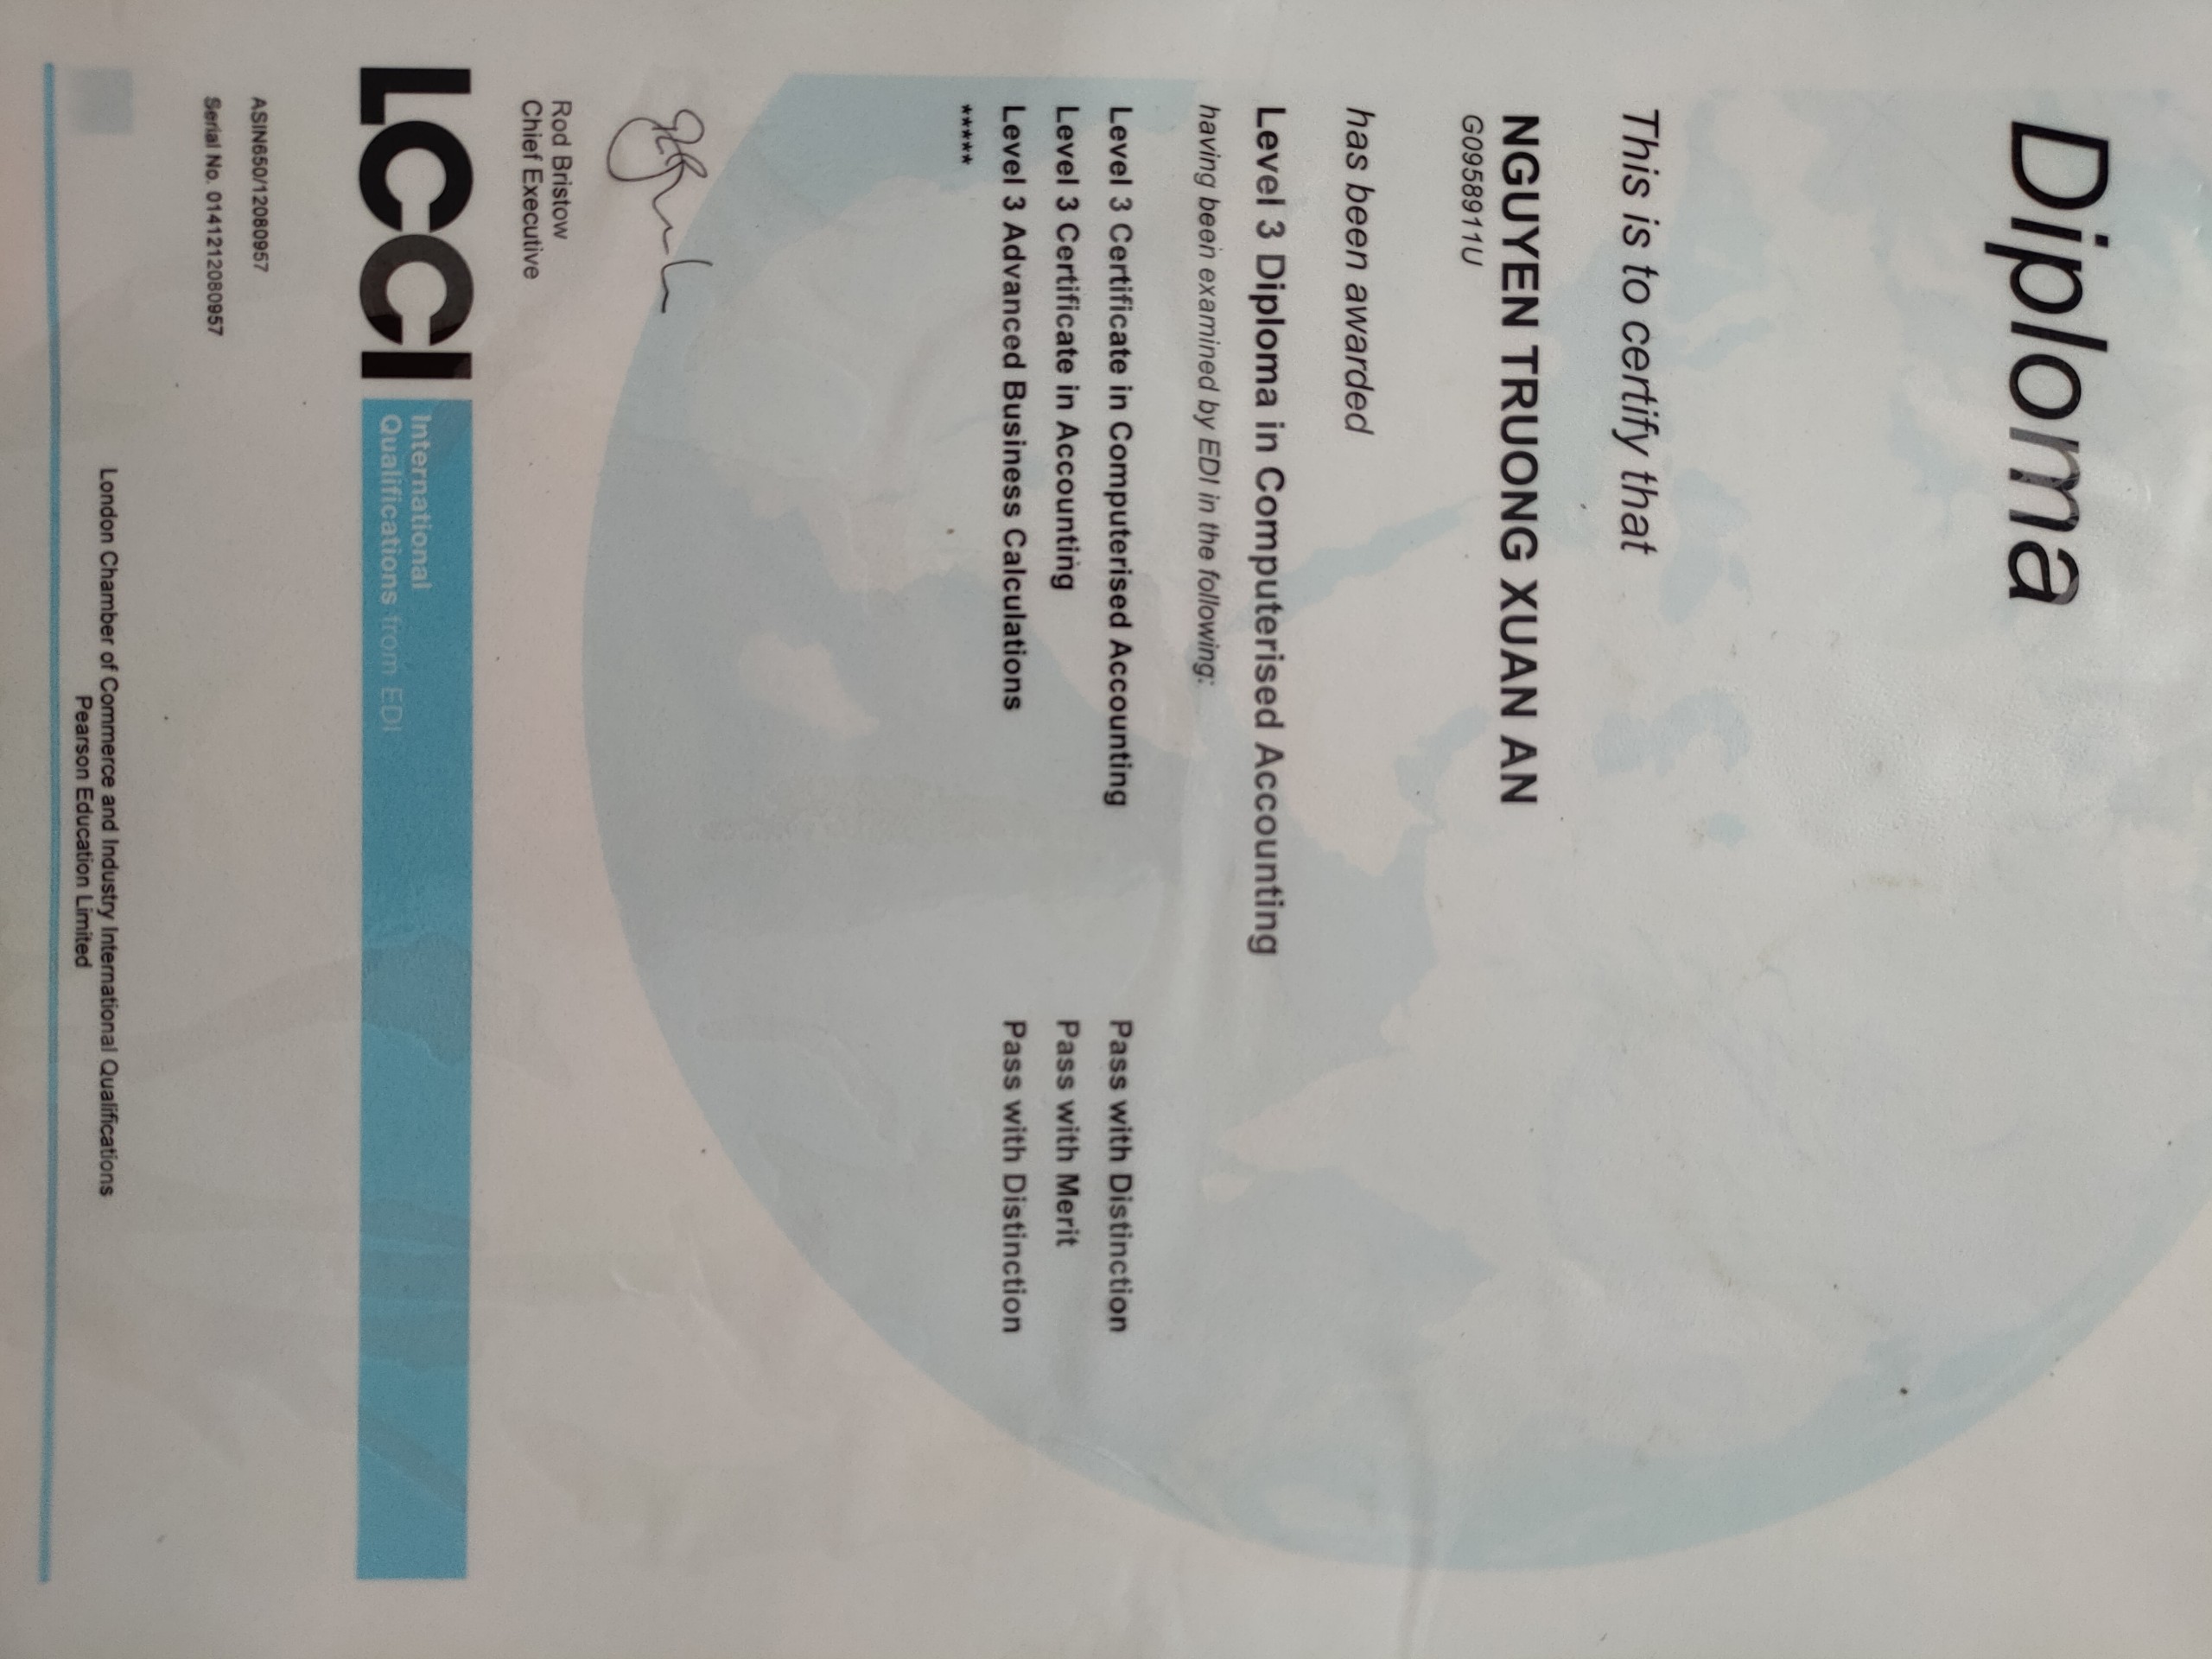 Diploma
This is to certify that
NGUYEN TRUONG XUAN AN
G0958911U
has been awarded
Level 3 Diploma in Computerised Accounting
having been examined by EDI in the following:
Level 3 Certificate in Computerised Accounting Pass with Distinction
Level 3 Certificate in Accounting Pass with Merit
Level 3 Advanced Business Calculations Pass with Distinction
*****
Rod Bristow
Chief Executive
LCCI International
Qualifications from EDI
ASIN650/12080957
Serial No. 0141212080957
London Chamber of Commerce and Industry International Qualifications
Pearson Education Limited